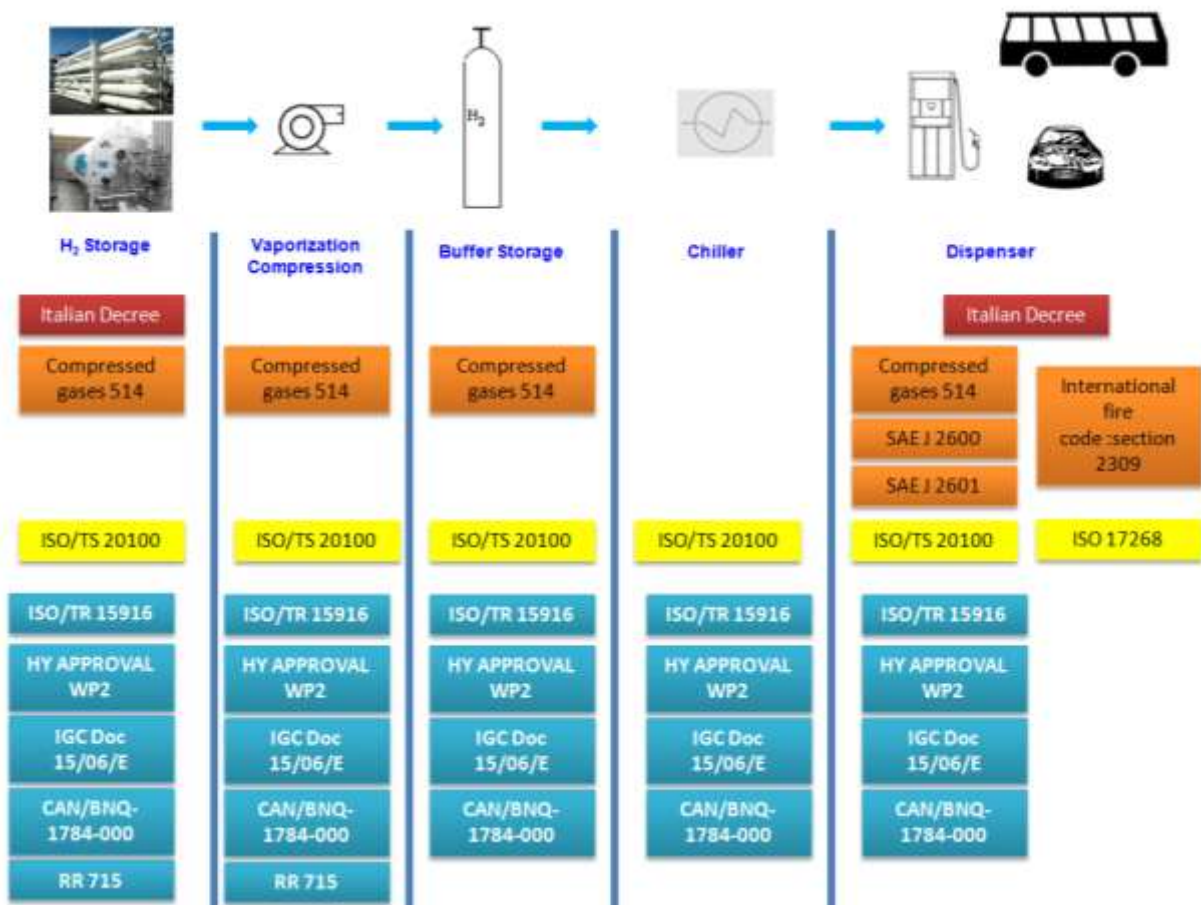 H2
H2 Storage
Vaporization
Compression
Buffer Storage
Chiller
Dispenser
Italian Decree
Italian Decree
Compressed
gases 514
Compressed
gases 514
Compressed
gases 514
Compressed
gases 514
International
fire
code :section
2309
SAE J 2600
SAE J 2601
ISO/TS 20100
ISO/TS 20100
ISO/TS 20100
ISO/TS 20100
ISO/TS 20100
ISO 17268
ISO/TR 15916
ISO/TR 15916
ISO/TR 15916
ISO/TR 15916
ISO/TR 15916
HY APPROVAL
WP2
HY APPROVAL
WP2
HY APPROVAL
WP2
HY APPROVAL
WP2
HY APPROVAL
WP2
IGC Doc
15/06/E
IGC Doc
15/06/E
IGC Doc
15/06/E
IGC Doc
15/06/E
IGC Doc
15/06/E
CAN/BNQ-
1784-000
CAN/BNQ-
1784-000
CAN/BNQ-
1784-000
CAN/BNQ-
1784-000
CAN/BNQ-
1784-000
RR 715
RR 715